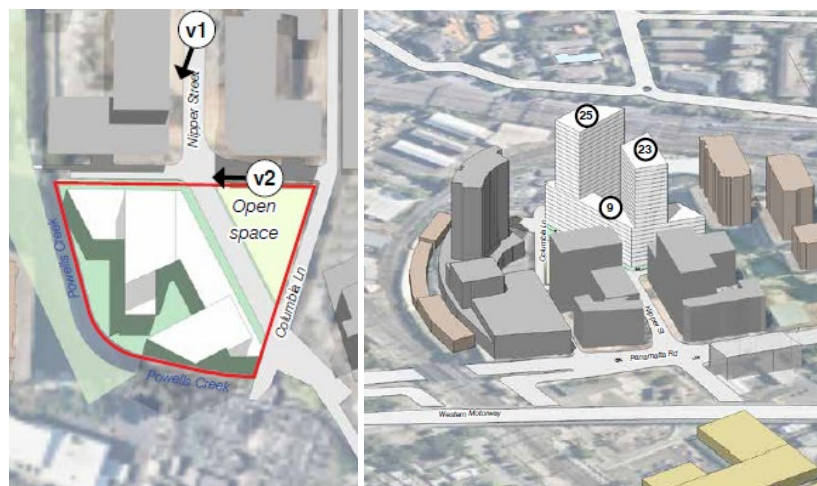 v1
Nipper Street
v2
Open
space
Powells Creek
Columbia Ln
Powells Creek
25
23
9
Columbia Ln
Nipper St
Parramatta Rd
Western Motorway